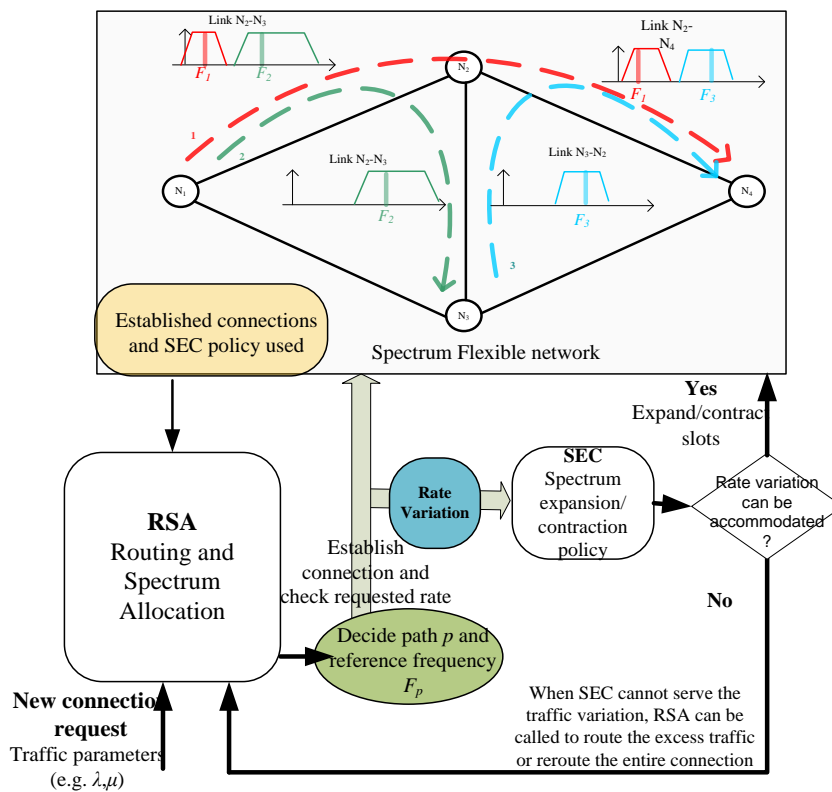 Link N2-N3
F1
F2
Link N2-
N4
F1
F3
N2
1
2
Link N2-N3
F2
Link N3-N2
F3
N1
N4
3
N3
Spectrum Flexible network
Established connections
and SEC policy used
Yes
Expand/contract
slots
RSA
Routing and
Spectrum
Allocation
Rate
Variation
SEC
Spectrum
expansion/
contraction
policy
Rate variation
can be
accommodated
?
Establish
connection and
check requested rate
No
Decide path p and
reference frequency
Fp
New connection
request
Traffic parameters
(e.g. λ,μ)
When SEC cannot serve the
traffic variation, RSA can be
called to route the excess traffic
or reroute the entire connection